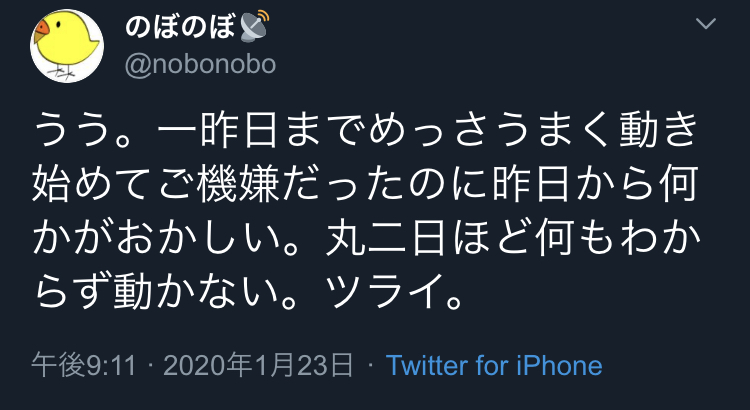 のぼのぼ📡
@nobonobo
うう。一昨日までめっさうまく動き
始めてご機嫌だったのに昨日から何
かがおかしい。丸二日ほど何もわか
らず動かない。ツライ。
午後9:11 · 2020年1月23日 · Twitter for iPhone